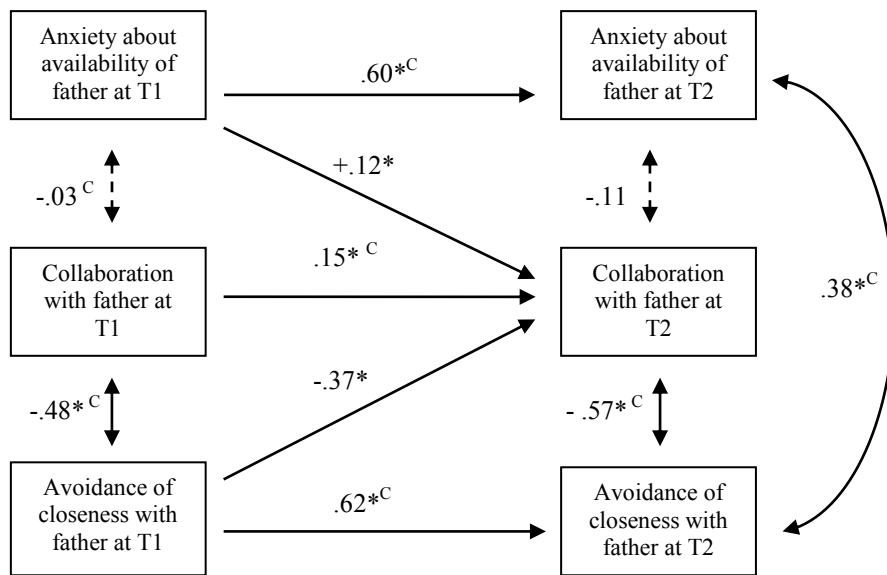 Anxiety about
availability of
father at T1
Anxiety about
availability of
father at T2
.60*C
+.12*
-.03 C
-.11
Collaboration
with father at
T1
.15* C
Collaboration
with father at
T2
.38*C
-.37*
-.48* C
- .57* C
Avoidance of
closeness with
father at T1
.62*C
Avoidance of
closeness with
father at T2